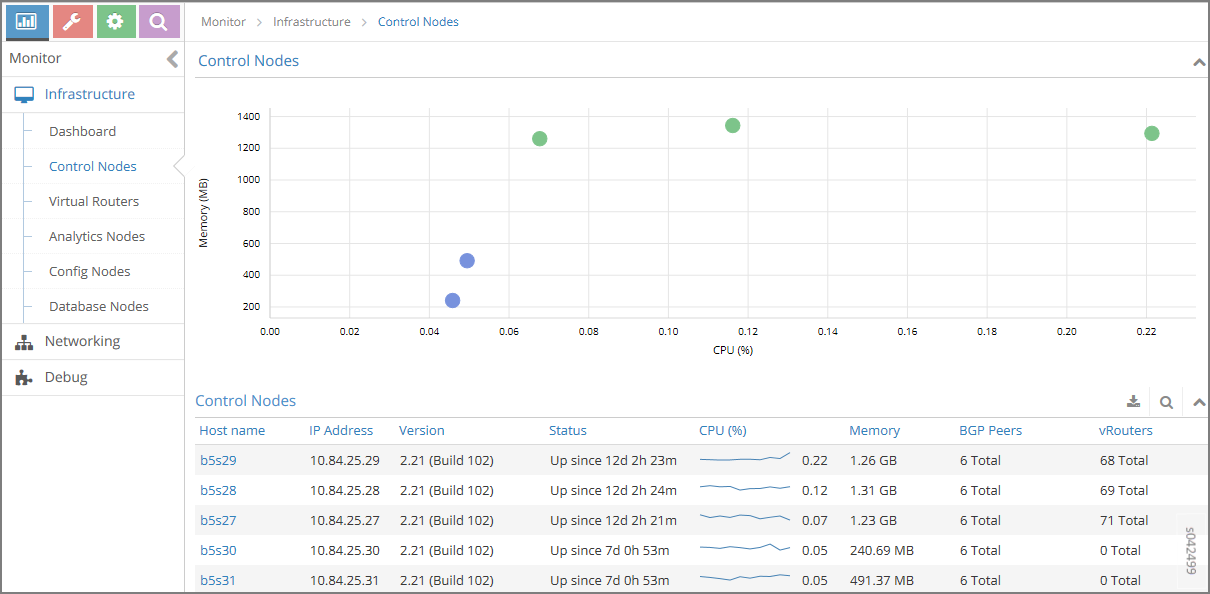 Monitor > Infrastructure > Control Nodes
Monitor
Control Nodes
Infrastructure
Dashboard
Control Nodes
Virtual Routers
Analytics Nodes
Config Nodes
Database Nodes
Networking
Debug
Memory (MB)
1400
1200
1000
800
600
400
200
0.00 0.02 0.04 0.06 0.08 0.10 0.12 0.14 0.16 0.18 0.20 0.22
CPU (%)
Control Nodes
Host name IP Address Version Status CPU (%) Memory BGP Peers vRouters
b5s29 10.84.25.29 2.21 (Build 102) Up since 12d 2h 23m 0.22 1.26 GB 6 Total 68 Total
b5s28 10.84.25.28 2.21 (Build 102) Up since 12d 2h 24m 0.12 1.31 GB 6 Total 69 Total
b5s27 10.84.25.27 2.21 (Build 102) Up since 12d 2h 21m 0.07 1.23 GB 6 Total 71 Total
b5s30 10.84.25.30 2.21 (Build 102) Up since 7d 0h 53m 0.05 240.69 MB 6 Total 0 Total
b5s31 10.84.25.31 2.21 (Build 102) Up since 7d 0h 53m 0.05 491.37 MB 6 Total 0 Total
s042499